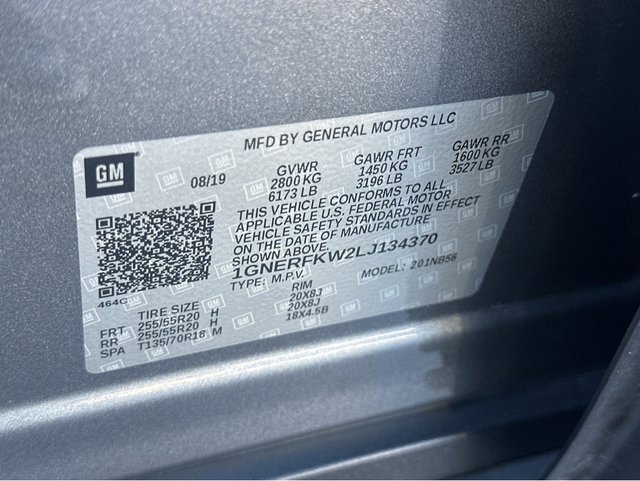 MFD BY GENERAL MOTORS LLC
GM
08/19
GVWR GAWR FRT GAWR RR
2800 KG 1450 KG 1600 KG
6173 LB 3196 LB 3527 LB
THIS VEHICLE CONFORMS TO ALL
APPLICABLE U.S. FEDERAL MOTOR
VEHICLE SAFETY STANDARDS IN EFFECT
ON THE DATE OF MANUFACTURE
SHOWN ABOVE.
1GNERFKW2LJ134370
TYPE: M.P.V. MODEL: 201NB56
464C
TIRE SIZE RIM
FRT 255/55R20 H 20X8J
RR 255/55R20 H 20X8J
SPA T135/70R18 M 18X4.5B